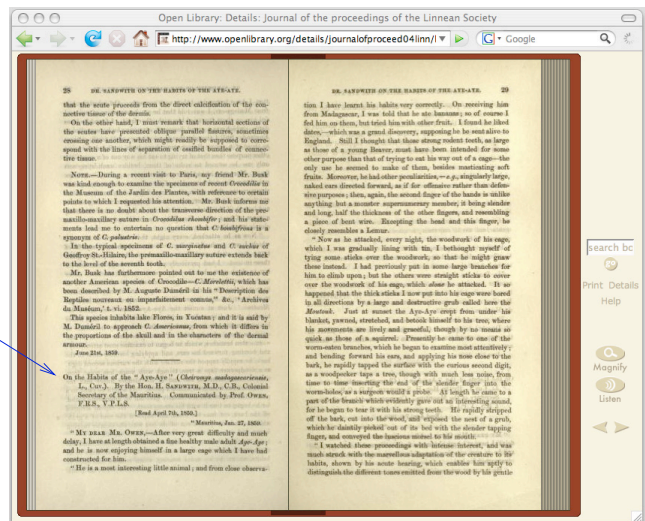 Open Library: Details: Journal of the proceedings of the Linnean Society
http://www.openlibrary.org/details/journalofproceed04linn/l
Google
28 DR. SANDWITH ON THE HABITS OF THE AYE-AYE.
that the scute proceeds from the direct calcification of the con-
nective tissue of the dermis.
On the other hand, I must remark that horizontal sections of
the scutes have presented oblique parallel fissures, sometimes
crossing one another, which might readily be supposed to corre-
spond with the lines of separation of ossified bundles of connec-
tive tissue.
NOTE.—During a recent visit to Paris, my friend Mr. Busk
was kind enough to examine the specimens of recent Crocodilia in
the Museum of the Jardin des Plantes, with reference to certain
points to which I requested his attention. Mr. Busk informs me
that there is no doubt about the transverse direction of the pre-
maxillo-maxillary suture in Crocodilus rhombifer; and his state-
ments lead me to entertain no question that C. bombifrons is a
synonym of C. palustris.
In the typical specimens of C. marginatus and C. suchus of
Geoffroy St.-Hilaire, the premaxillo-maxillary suture extends back
to the level of the seventh tooth.
Mr. Busk has furthermore pointed out to me the existence of
another American species of Crocodile—C. Morelettii, which has
been described by M. Auguste Duméril in his "Description des
Reptiles nouveaux ou imparfaitement connus," &c., "Archives
du Muséum," t. vi. 1852.
This species inhabits lake Flores, in Yucatan; and it is said by
M. Duméril to approach C. Americanus, from which it differs in
the proportions of the skull and in the characters of the dermal
armour.
June 21st, 1859.
On the Habits of the "Aye-Aye" (Cheiromys madagascariensis,
L., Cuv.). By the Hon. H. SANDWITH, M.D., C.B., Colonial
Secretary of the Mauritius. Communicated by Prof. OWEN,
F.R.S., V.P.L.S.
[Read April 7th, 1859.]
"Mauritius, Jan. 27, 1859.
"MY DEAR MR. OWEN,—After very great difficulty and much
delay, I have at length obtained a fine healthy male adult Aye-Aye;
and he is now enjoying himself in a large cage which I have had
constructed for him.
"He is a most interesting little animal; and from close observa-
DR. SANDWITH ON THE HABITS OF THE AYE-AYE. 29
tion I have learnt his habits very correctly. On receiving him
from Madagascar, I was told that he ate bananas; so of course I
fed him on them, but tried him with other fruit. I found he liked
dates,—which was a grand discovery, supposing he be sent alive to
England. Still I thought that those strong rodent teeth, as large
as those of a young Beaver, must have been intended for some
other purpose than that of trying to eat his way out of a cage—the
only use he seemed to make of them, besides masticating soft
fruits. Moreover, he had other peculiarities,—e.g., singularly large,
naked ears directed forward, as if for offensive rather than defen-
sive purposes; then, again, the second finger of the hands is unlike
anything but a monster supernumerary member, it being slender
and long, half the thickness of the other fingers, and resembling
a piece of bent wire. Excepting the head and this finger, he
closely resembles a Lemur.
"Now as he attacked, every night, the woodwork of his cage,
which I was gradually lining with tin, I bethought myself of
tying some sticks over the woodwork, so that he might gnaw
these instead. I had previously put in some large branches for
him to climb upon; but the others were straight sticks to cover
over the woodwork of his cage, which alone he attacked. It so
happened that the thick sticks I now put into his cage were bored
in all directions by a large and destructive grub called here the
Moutouk. Just at sunset the Aye-Aye crept from under his
blanket, yawned, stretched, and betook himself to his tree, where
his movements are lively and graceful, though by no means so
quick as those of a squirrel. Presently he came to one of the
worm-eaten branches, which he began to examine most attentively;
and bending forward his ears, and applying his nose close to the
bark, he rapidly tapped the surface with the curious second digit,
as a woodpecker taps a tree, though with much less noise, from
time to time inserting the end of the slender finger into the
worm-holes, as a surgeon would a probe. At length he came to a
part of the branch which evidently gave out an interesting sound,
for he began to tear it with his strong teeth. He rapidly stripped
off the bark, cut into the wood, and exposed the nest of a grub,
which he daintily picked out of its bed with the slender tapping
finger, and conveyed the luscious morsel to his mouth.
"I watched these proceedings with intense interest, and was
much struck with the marvellous adaptation of the creature to its
habits, shown by his acute hearing, which enables him aptly to
distinguish the different tones emitted from the wood by his gentle
search bo
GO
Print Details
Help
Magnify
Listen